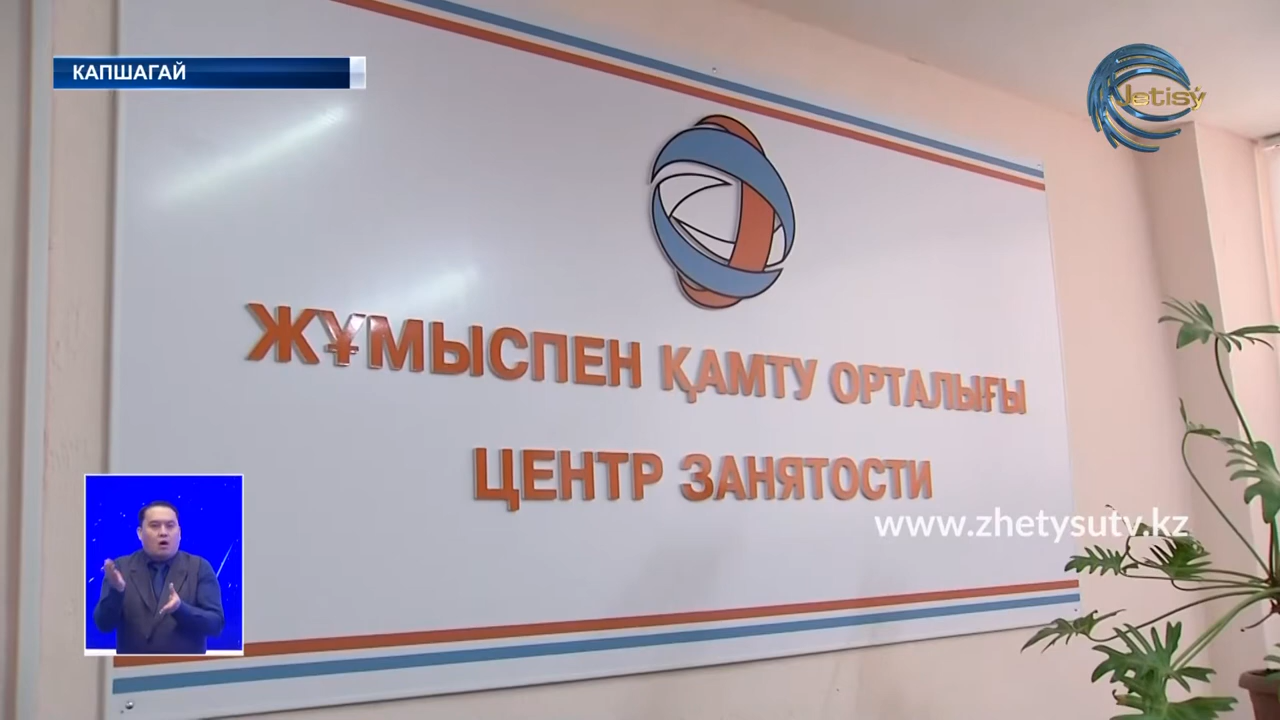 КАПШАГАЙ
Jetisý
ЖҰМЫСПЕН ҚАМТУ ОРТАЛЫҒЫ
ЦЕНТР ЗАНЯТОСТИ
www.zhetysutv.kz